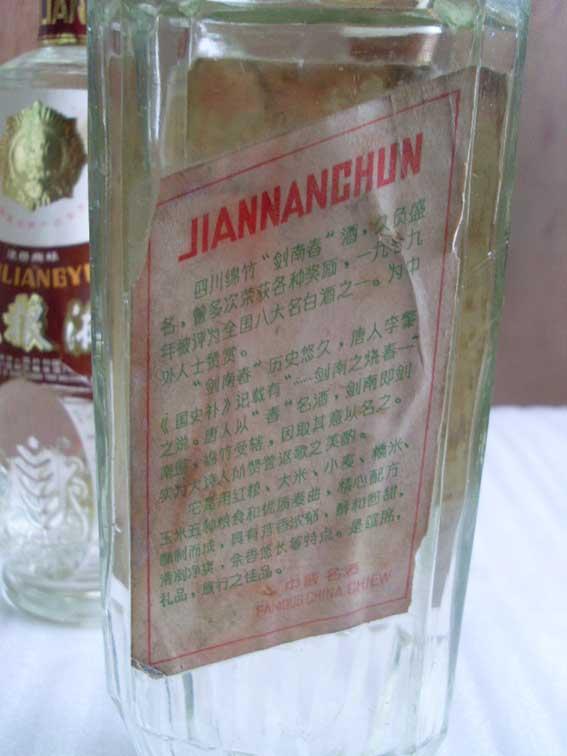 JIANNANCHUN
四川绵竹“剑南春”酒，久负盛
名，曾多次荣获各种奖励，一九七九
年被评为全国八大名白酒之一。为中
外人士赞赏。
“剑南春”历史悠久，唐人李肇
《国史补》记载有“……剑南之烧春……”
之说。唐人以“春”名酒，剑南即剑
南道，绵竹受辖，因取其意以名之。
实为大诗人所赞誉讴歌之美酒。
它选用红粮、大米、小麦、糯米、
玉米五种粮食和优质麦曲，精心配方
酿制而成，具有芳香浓郁，醇和回甜，
清冽净爽，余香悠长等特点。是筵席，
礼品，旅行之佳品。
中国名酒
FAMOUS CHINA CHIEW
LIANGYE